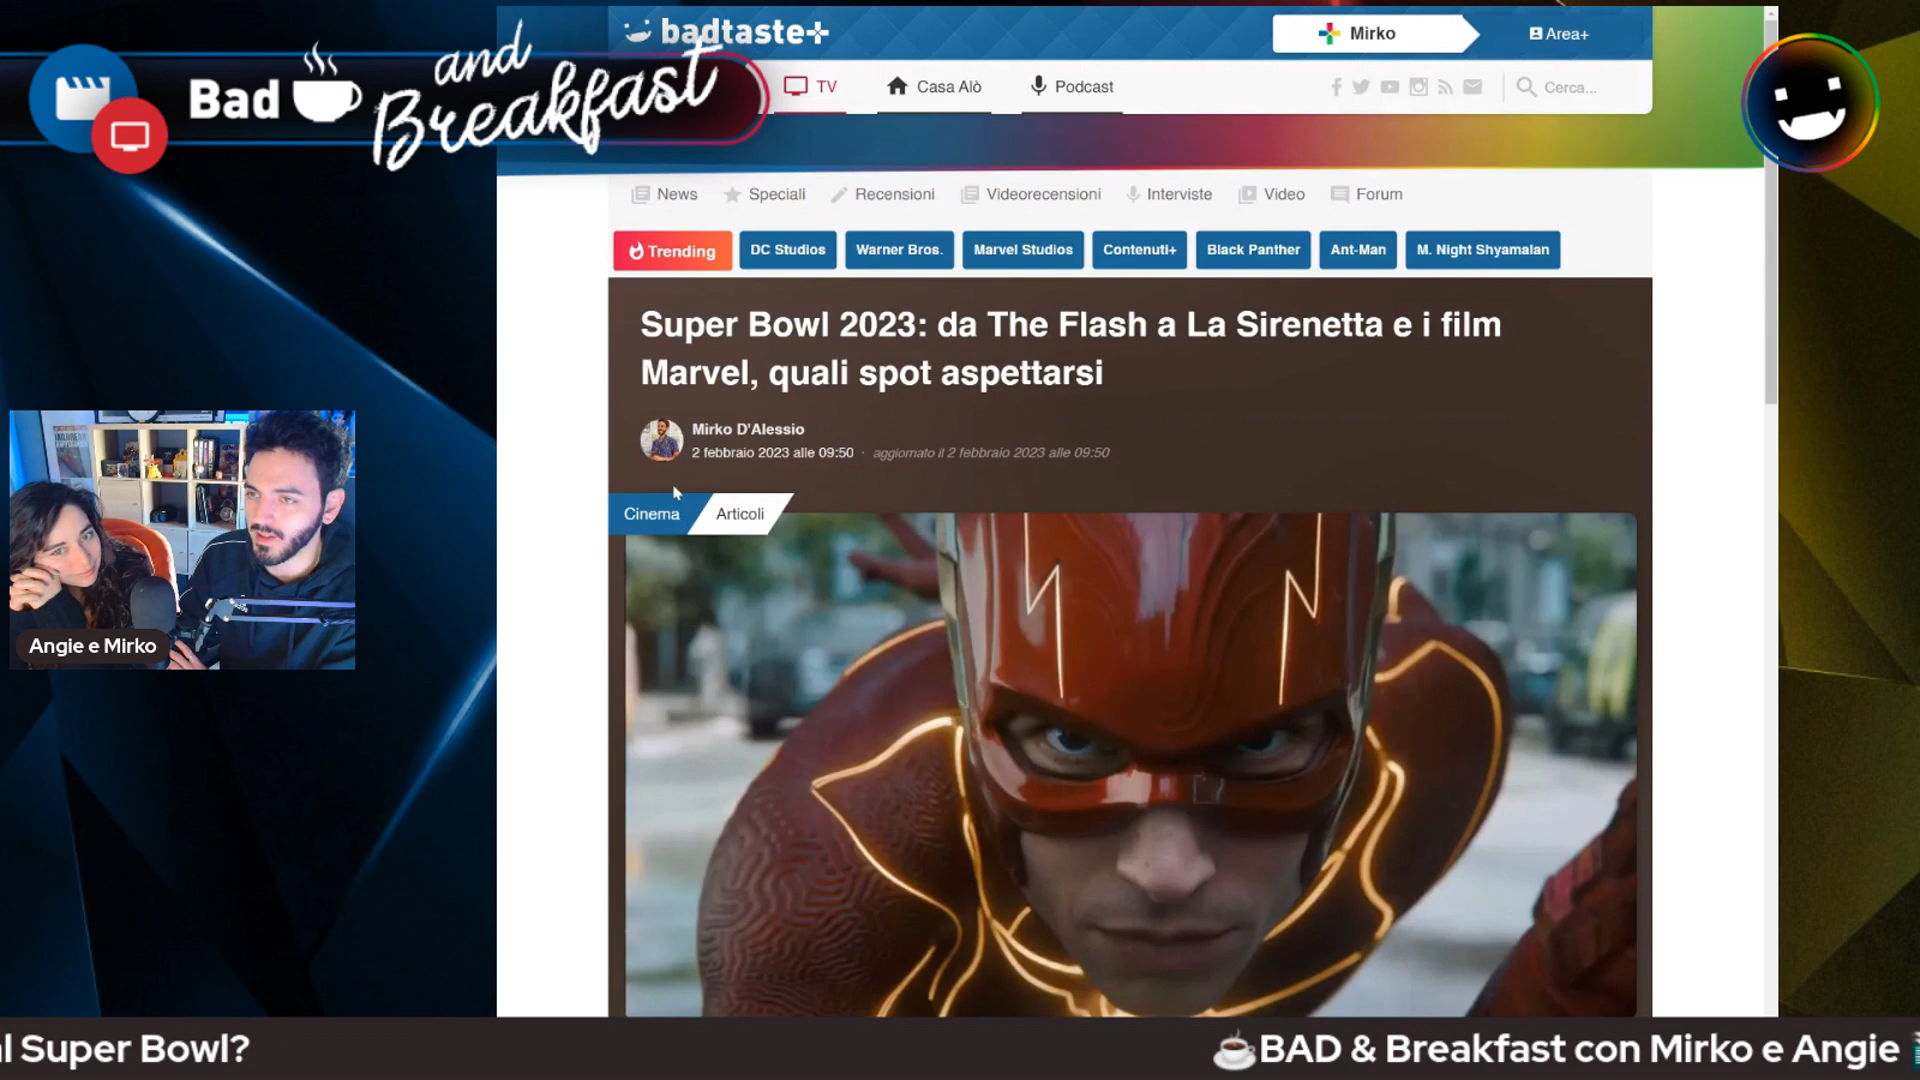 Bad and Breakfast
badtaste+
Mirko
Area+
TV
Casa Alò
Podcast
Cerca...
News
Speciali
Recensioni
Videorecensioni
Interviste
Video
Forum
Trending
DC Studios
Warner Bros.
Marvel Studios
Contenuti+
Black Panther
Ant-Man
M. Night Shyamalan
Super Bowl 2023: da The Flash a La Sirenetta e i film
Marvel, quali spot aspettarsi
Mirko D'Alessio
2 febbraio 2023 alle 09:50 · aggiornato il 2 febbraio 2023 alle 09:50
Cinema
Articoli
Angie e Mirko
al Super Bowl?
☕BAD & Breakfast con Mirko e Angie